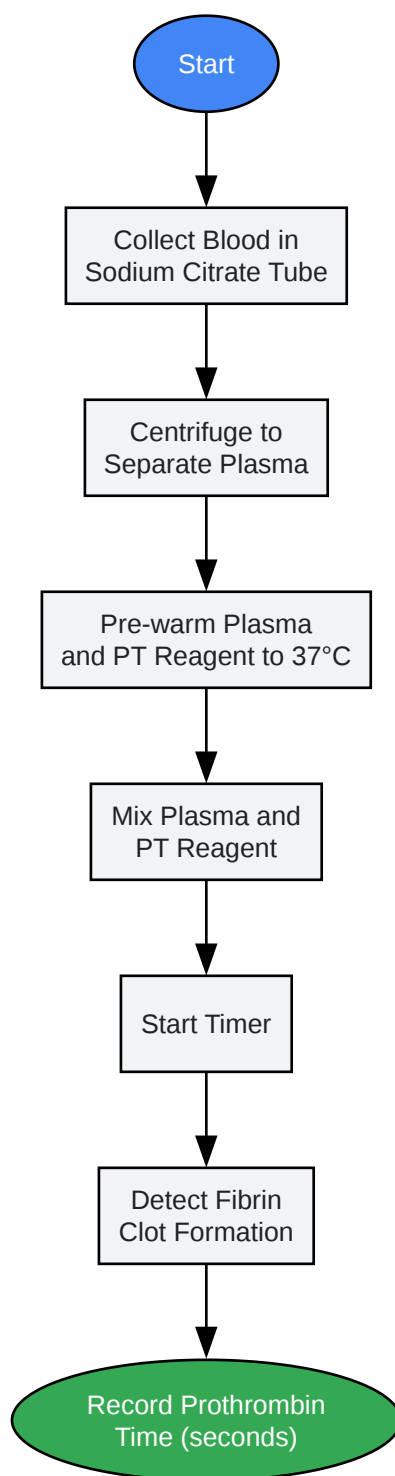 Start
Collect Blood in
Sodium Citrate Tube
Centrifuge to
Separate Plasma
Pre-warm Plasma
and PT Reagent to 37°C
Mix Plasma and
PT Reagent
Start Timer
Detect Fibrin
Clot Formation
Record Prothrombin
Time (seconds)